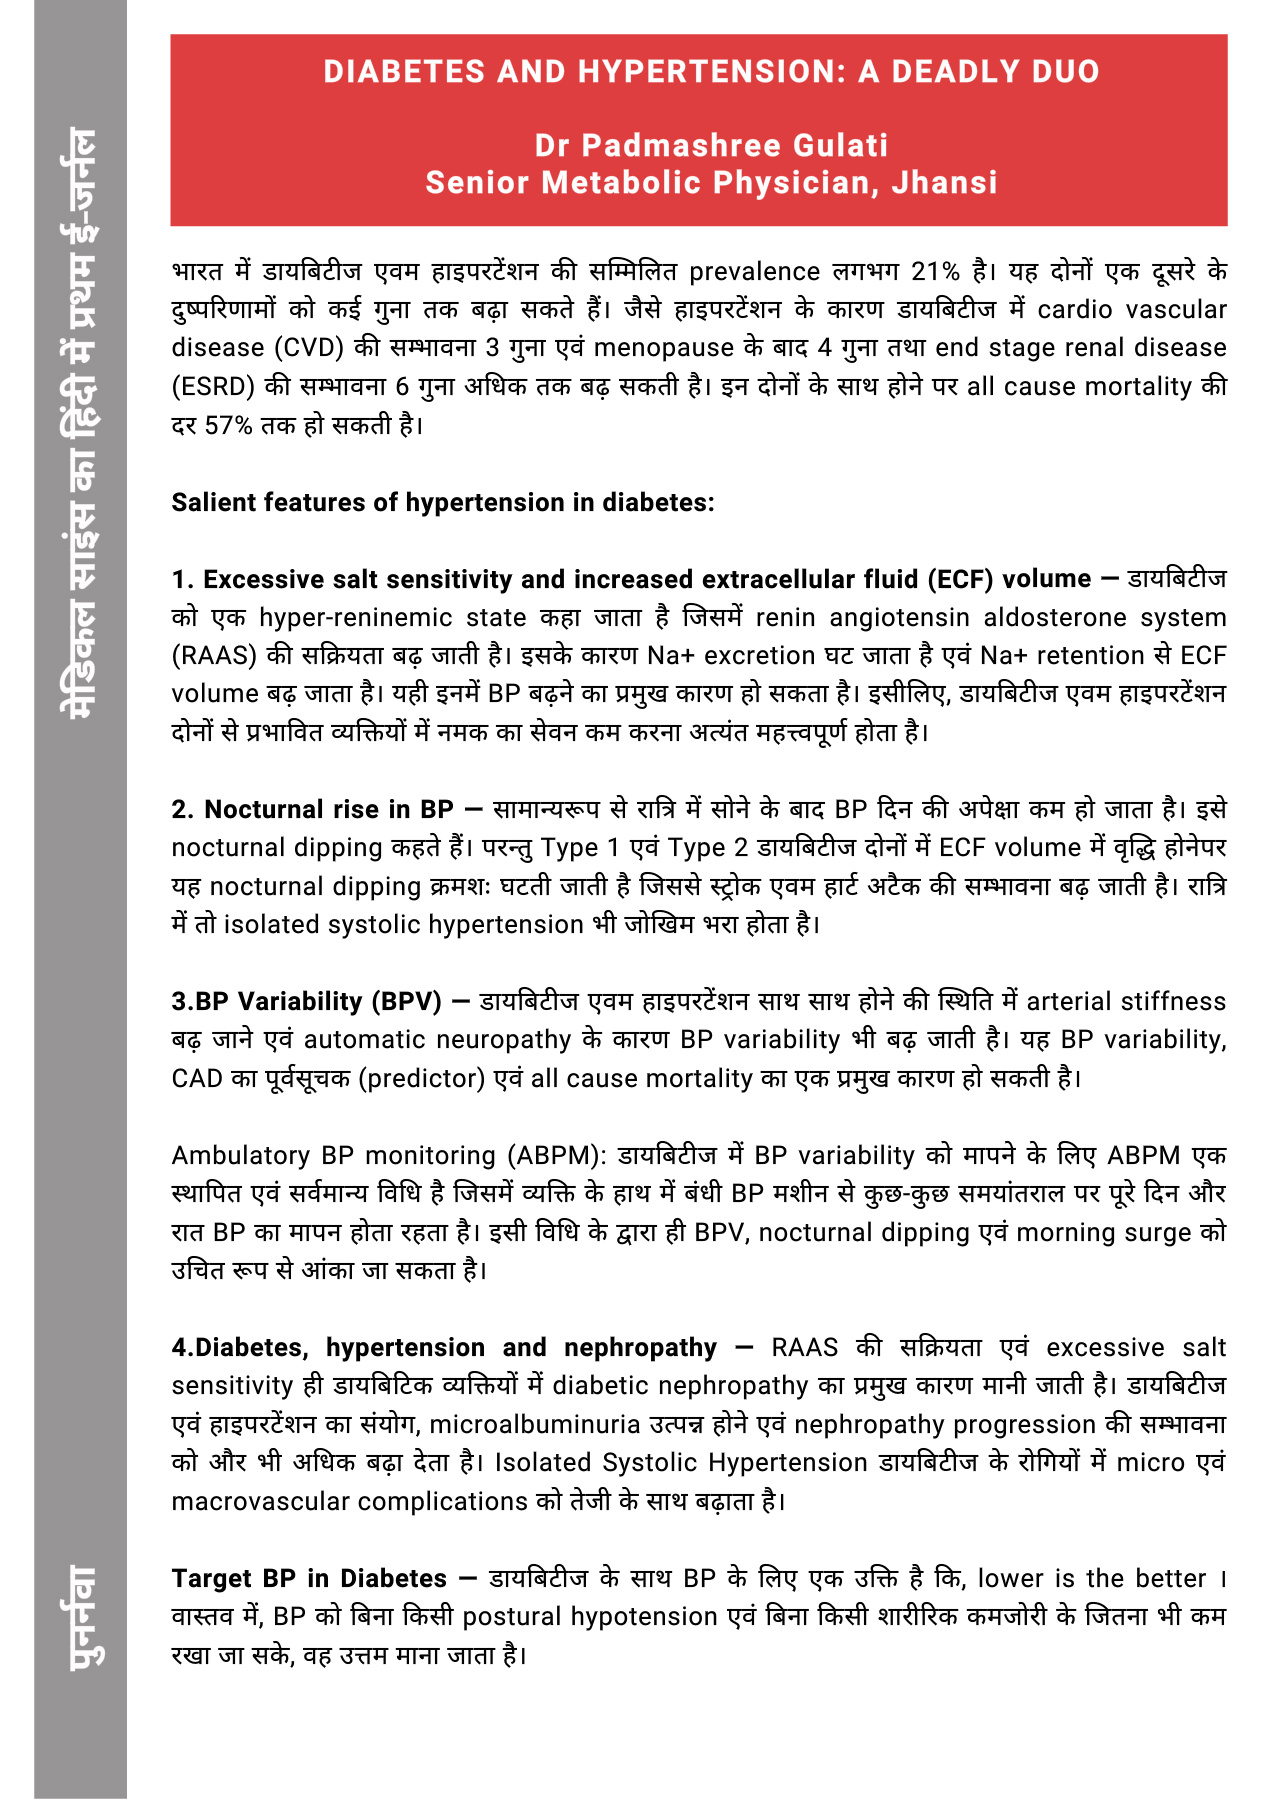 मेडिकल साइंस का हिंदी में प्रथम ई-जर्नल
पुनर्नवा
DIABETES AND HYPERTENSION: A DEADLY DUO
Dr Padmashree Gulati
Senior Metabolic Physician, Jhansi
भारत में डायबिटीज एवम हाइपरटेंशन की सम्मिलित prevalence लगभग 21% है। यह दोनों एक दूसरे के
दुष्परिणामों को कई गुना तक बढ़ा सकते हैं। जैसे हाइपरटेंशन के कारण डायबिटीज में cardio vascular
disease (CVD) की सम्भावना 3 गुना एवं menopause के बाद 4 गुना तथा end stage renal disease
(ESRD) की सम्भावना 6 गुना अधिक तक बढ़ सकती है। इन दोनों के साथ होने पर all cause mortality की
दर 57% तक हो सकती है।
Salient features of hypertension in diabetes:
1. Excessive salt sensitivity and increased extracellular fluid (ECF) volume — डायबिटीज
को एक hyper-reninemic state कहा जाता है जिसमें renin angiotensin aldosterone system
(RAAS) की सक्रियता बढ़ जाती है। इसके कारण Na+ excretion घट जाता है एवं Na+ retention से ECF
volume बढ़ जाता है। यही इनमें BP बढ़ने का प्रमुख कारण हो सकता है। इसीलिए, डायबिटीज एवम हाइपरटेंशन
दोनों से प्रभावित व्यक्तियों में नमक का सेवन कम करना अत्यंत महत्त्वपूर्ण होता है।
2. Nocturnal rise in BP — सामान्यरूप से रात्रि में सोने के बाद BP दिन की अपेक्षा कम हो जाता है। इसे
nocturnal dipping कहते हैं। परन्तु Type 1 एवं Type 2 डायबिटीज दोनों में ECF volume में वृद्धि होनेपर
यह nocturnal dipping क्रमशः घटती जाती है जिससे स्ट्रोक एवम हार्ट अटैक की सम्भावना बढ़ जाती है। रात्रि
में तो isolated systolic hypertension भी जोखिम भरा होता है।
3.BP Variability (BPV) — डायबिटीज एवम हाइपरटेंशन साथ साथ होने की स्थिति में arterial stiffness
बढ़ जाने एवं automatic neuropathy के कारण BP variability भी बढ़ जाती है। यह BP variability,
CAD का पूर्वसूचक (predictor) एवं all cause mortality का एक प्रमुख कारण हो सकती है।
Ambulatory BP monitoring (ABPM): डायबिटीज में BP variability को मापने के लिए ABPM एक
स्थापित एवं सर्वमान्य विधि है जिसमें व्यक्ति के हाथ में बंधी BP मशीन से कुछ-कुछ समयांतराल पर पूरे दिन और
रात BP का मापन होता रहता है। इसी विधि के द्वारा ही BPV, nocturnal dipping एवं morning surge को
उचित रूप से आंका जा सकता है।
4.Diabetes, hypertension and nephropathy — RAAS की सक्रियता एवं excessive salt
sensitivity ही डायबिटिक व्यक्तियों में diabetic nephropathy का प्रमुख कारण मानी जाती है। डायबिटीज
एवं हाइपरटेंशन का संयोग, microalbuminuria उत्पन्न होने एवं nephropathy progression की सम्भावना
को और भी अधिक बढ़ा देता है। Isolated Systolic Hypertension डायबिटीज के रोगियों में micro एवं
macrovascular complications को तेजी के साथ बढ़ाता है।
Target BP in Diabetes — डायबिटीज के साथ BP के लिए एक उक्ति है कि, lower is the better ।
वास्तव में, BP को बिना किसी postural hypotension एवं बिना किसी शारीरिक कमजोरी के जितना भी कम
रखा जा सके, वह उत्तम माना जाता है।